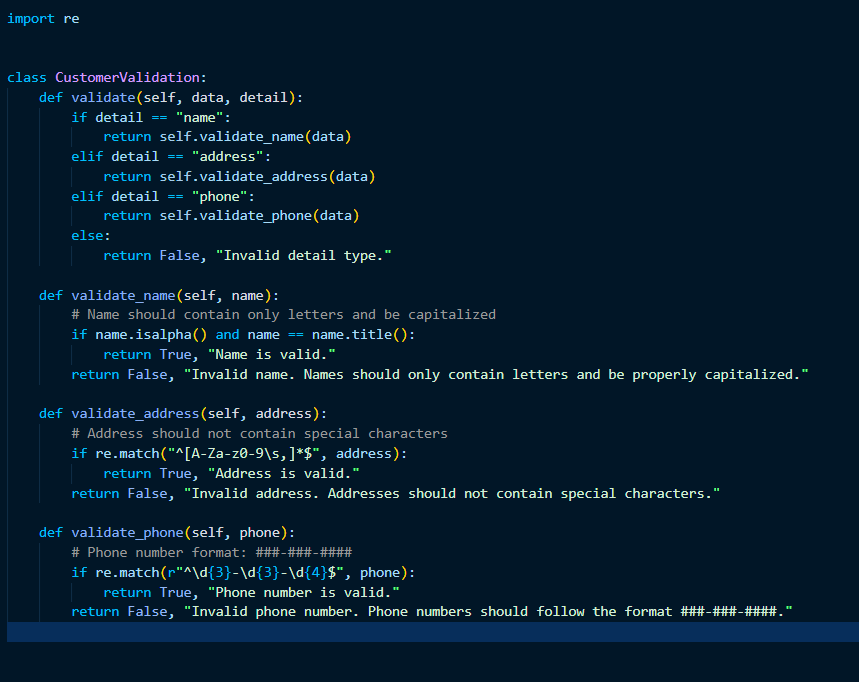 import re
class CustomerValidation:
    def validate(self, data, detail):
        if detail == "name":
            return self.validate_name(data)
        elif detail == "address":
            return self.validate_address(data)
        elif detail == "phone":
            return self.validate_phone(data)
        else:
            return False, "Invalid detail type."
    def validate_name(self, name):
        # Name should contain only letters and be capitalized
        if name.isalpha() and name == name.title():
            return True, "Name is valid."
        return False, "Invalid name. Names should only contain letters and be properly capitalized."
    def validate_address(self, address):
        # Address should not contain special characters
        if re.match("^[A-Za-z0-9\s,]*$", address):
            return True, "Address is valid."
        return False, "Invalid address. Addresses should not contain special characters."
    def validate_phone(self, phone):
        # Phone number format: ###-###-####
        if re.match(r"^\d{3}-\d{3}-\d{4}$", phone):
            return True, "Phone number is valid."
        return False, "Invalid phone number. Phone numbers should follow the format ###-###-####."